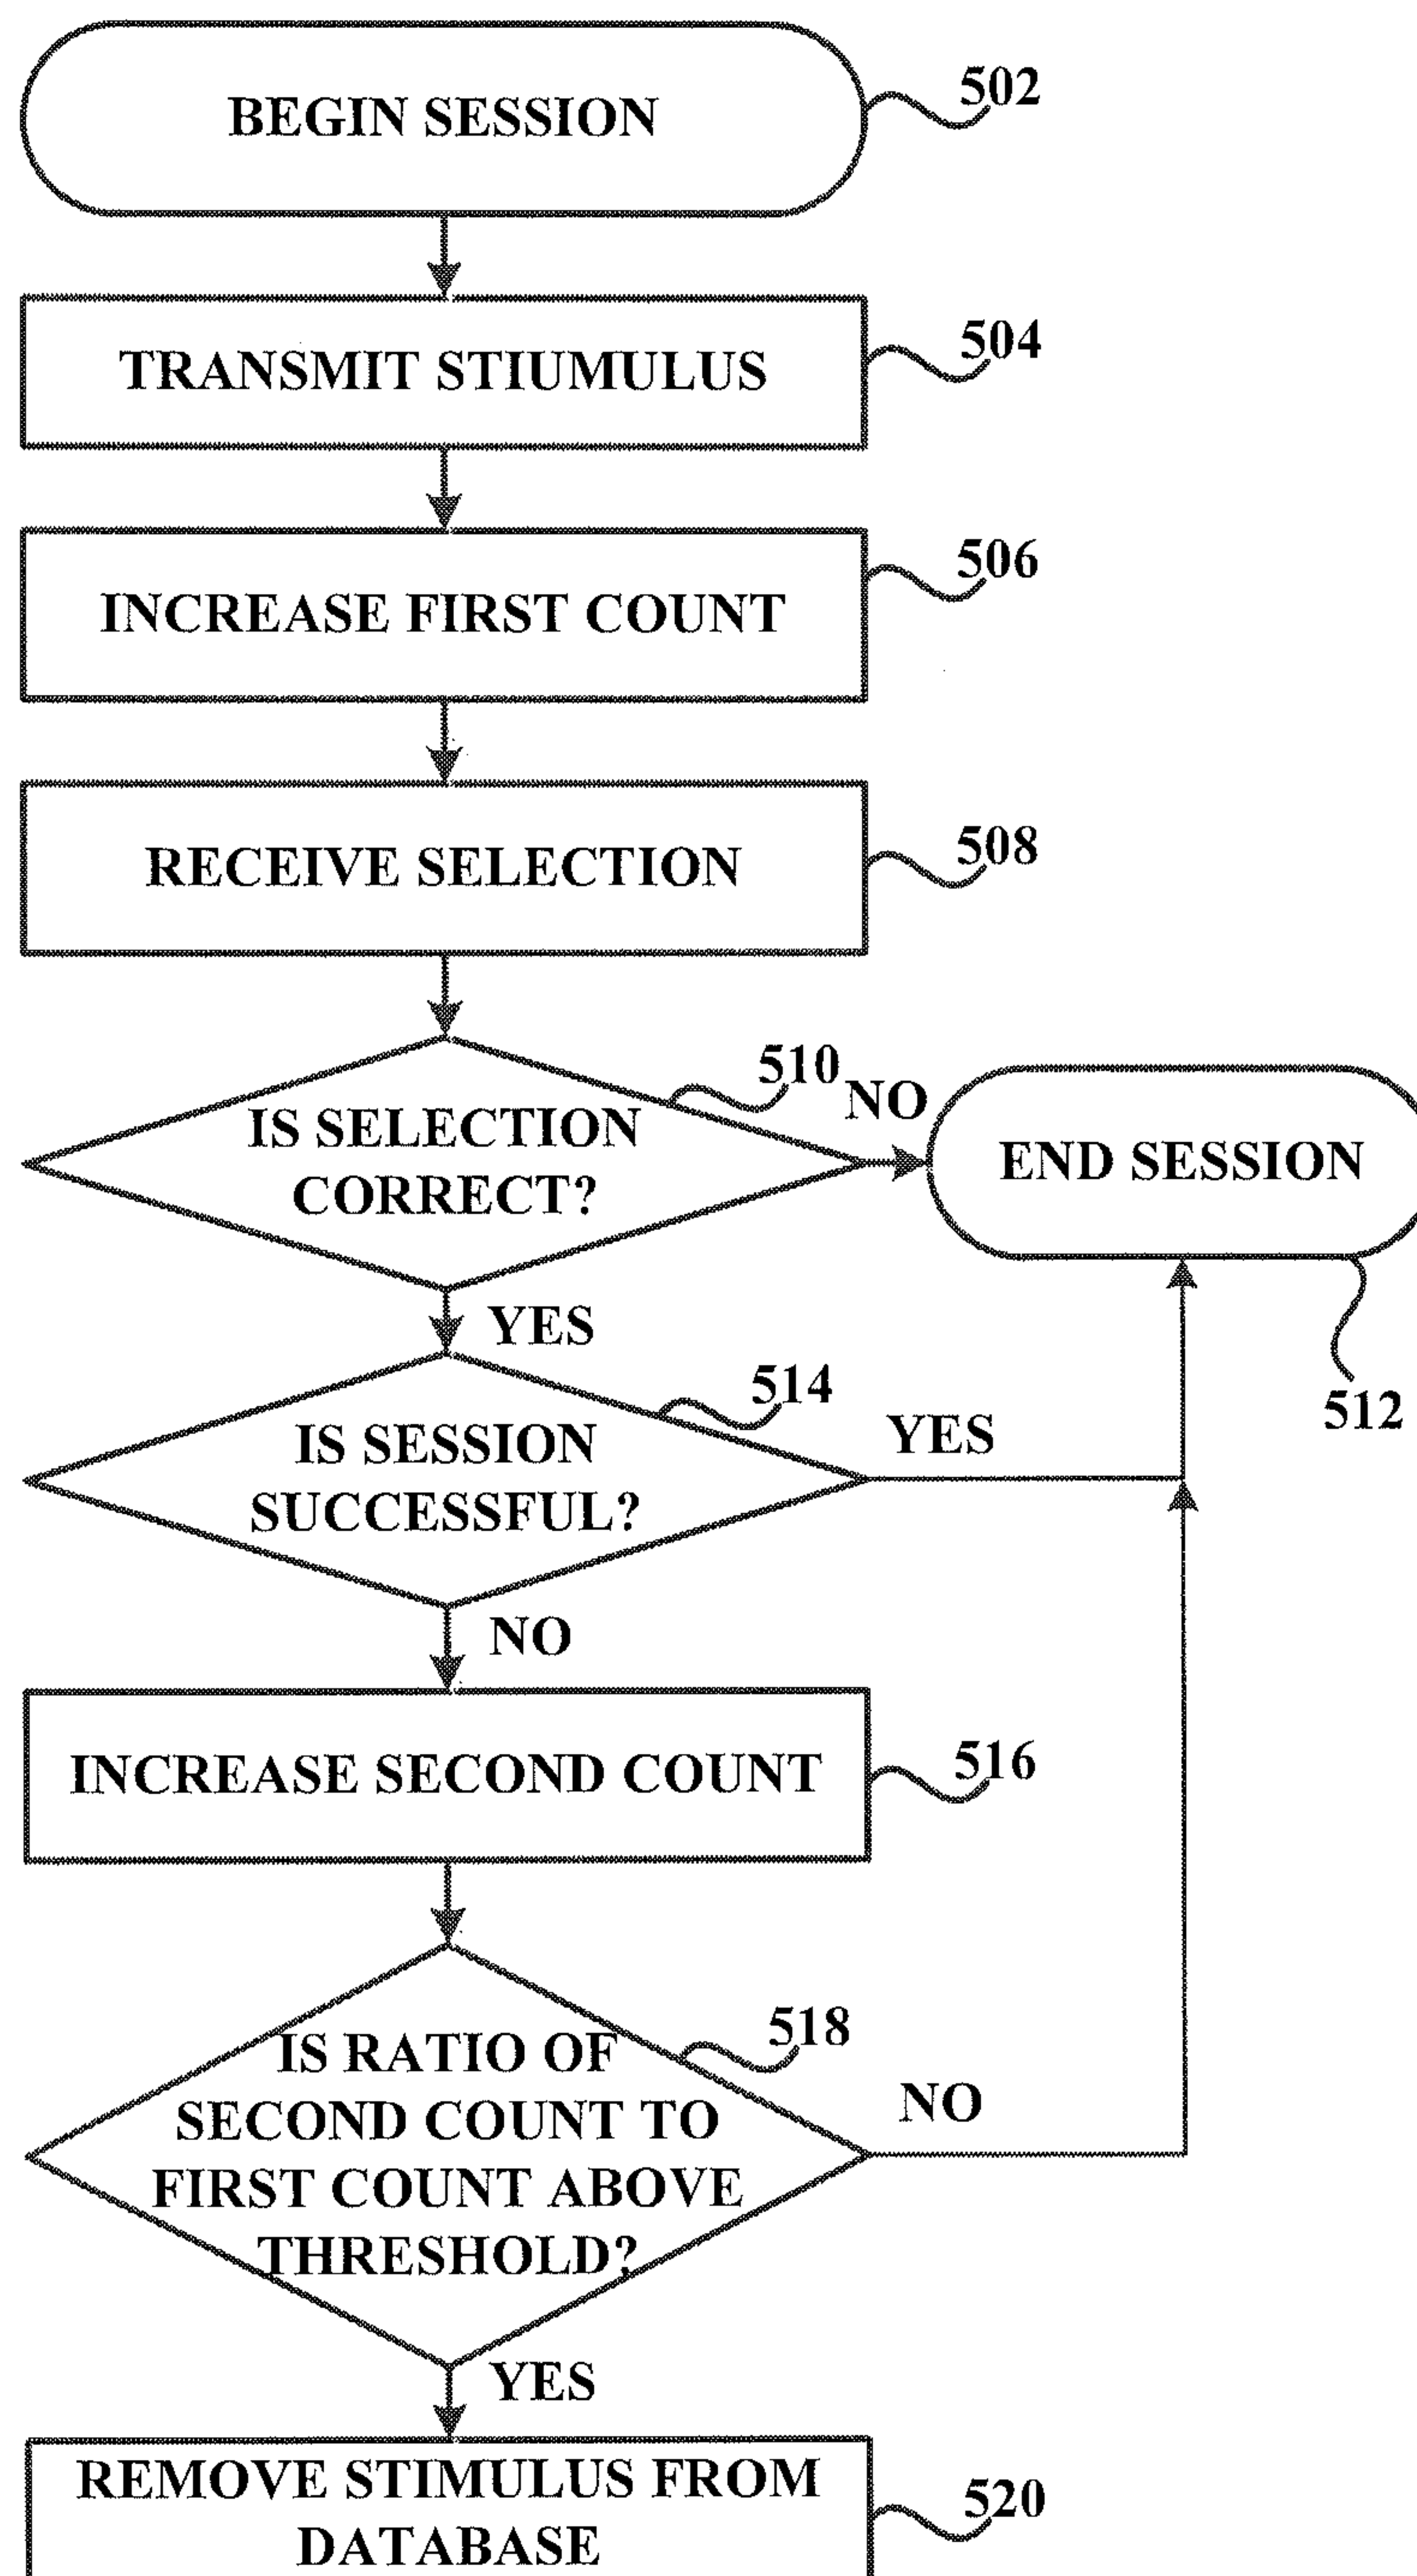 BEGIN SESSION
502
TRANSMIT STIUMULUS
504
INCREASE FIRST COUNT
506
RECEIVE SELECTION
508
IS SELECTION
CORRECT?
510
NO
END SESSION
512
YES
IS SESSION
SUCCESSFUL?
514
YES
NO
INCREASE SECOND COUNT
516
IS RATIO OF
SECOND COUNT TO
FIRST COUNT ABOVE
THRESHOLD?
518
NO
YES
REMOVE STIMULUS FROM
DATABASE
520